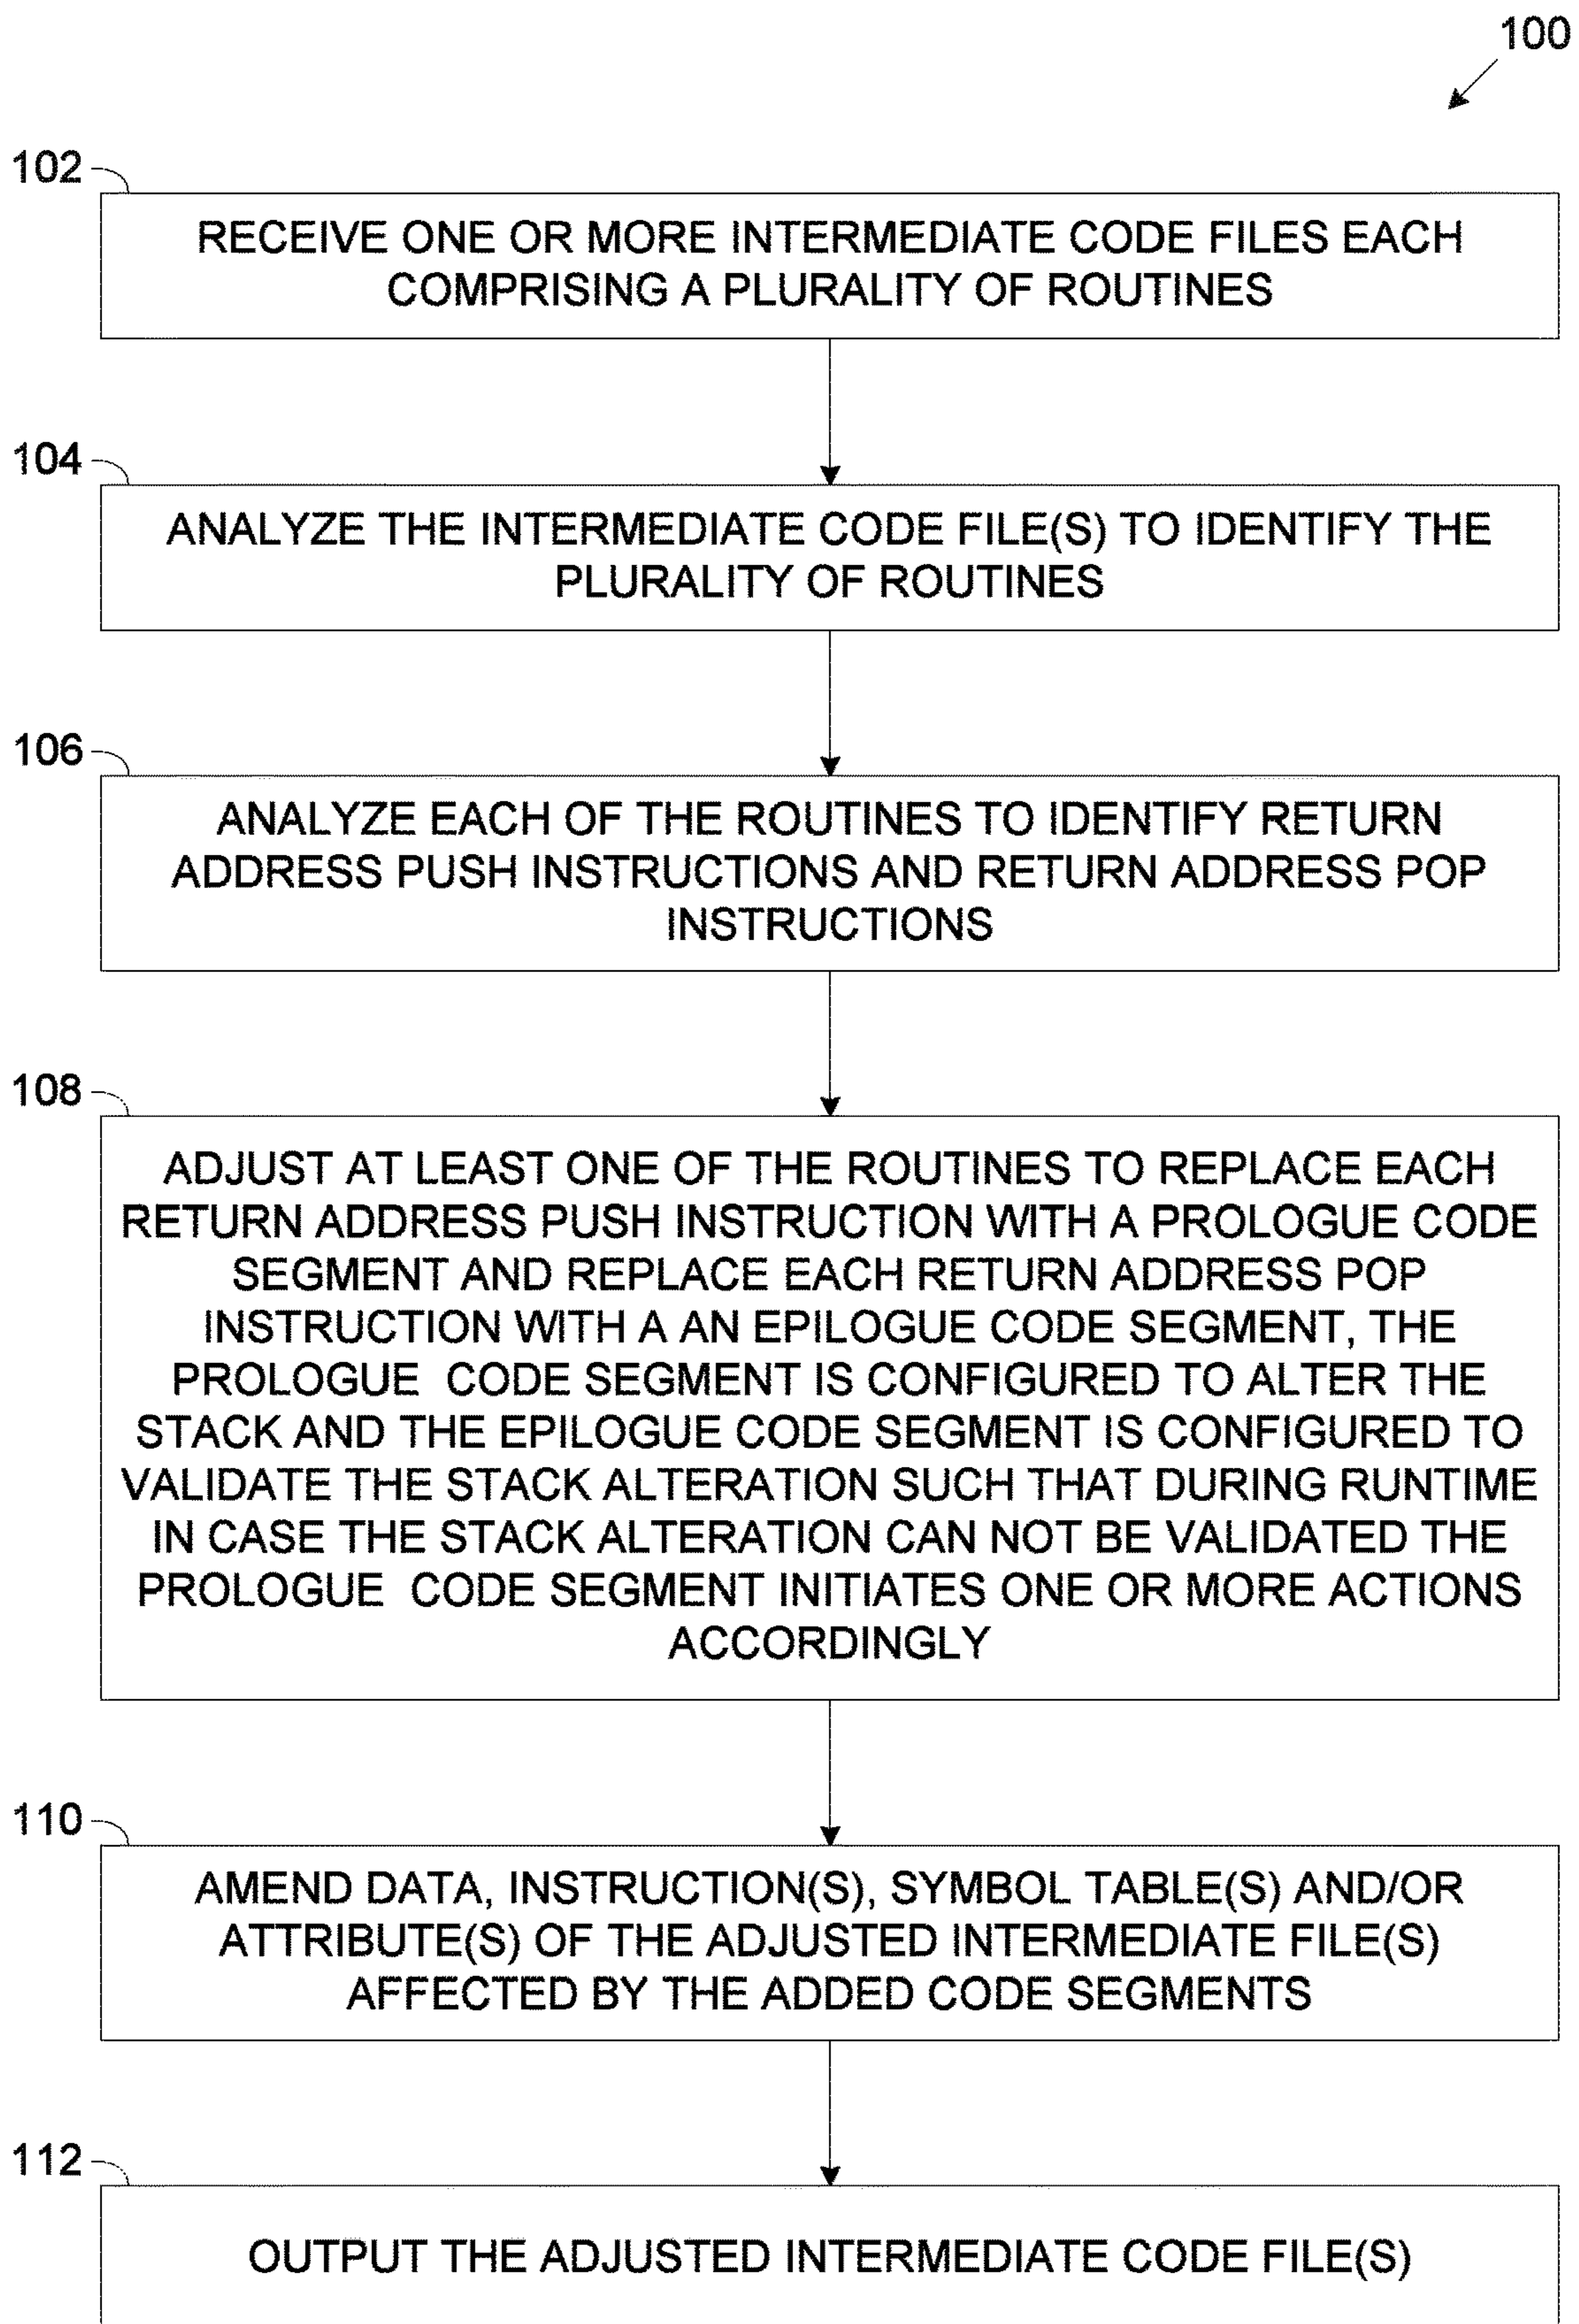 100
102
RECEIVE ONE OR MORE INTERMEDIATE CODE FILES EACH
COMPRISING A PLURALITY OF ROUTINES
104
ANALYZE THE INTERMEDIATE CODE FILE(S) TO IDENTIFY THE
PLURALITY OF ROUTINES
106
ANALYZE EACH OF THE ROUTINES TO IDENTIFY RETURN
ADDRESS PUSH INSTRUCTIONS AND RETURN ADDRESS POP
INSTRUCTIONS
108
ADJUST AT LEAST ONE OF THE ROUTINES TO REPLACE EACH
RETURN ADDRESS PUSH INSTRUCTION WITH A PROLOGUE CODE
SEGMENT AND REPLACE EACH RETURN ADDRESS POP
INSTRUCTION WITH A AN EPILOGUE CODE SEGMENT, THE
PROLOGUE  CODE SEGMENT IS CONFIGURED TO ALTER THE
STACK AND THE EPILOGUE CODE SEGMENT IS CONFIGURED TO
VALIDATE THE STACK ALTERATION SUCH THAT DURING RUNTIME
IN CASE THE STACK ALTERATION CAN NOT BE VALIDATED THE
PROLOGUE  CODE SEGMENT INITIATES ONE OR MORE ACTIONS
ACCORDINGLY
110
AMEND DATA, INSTRUCTION(S), SYMBOL TABLE(S) AND/OR
ATTRIBUTE(S) OF THE ADJUSTED INTERMEDIATE FILE(S)
AFFECTED BY THE ADDED CODE SEGMENTS
112
OUTPUT THE ADJUSTED INTERMEDIATE CODE FILE(S)